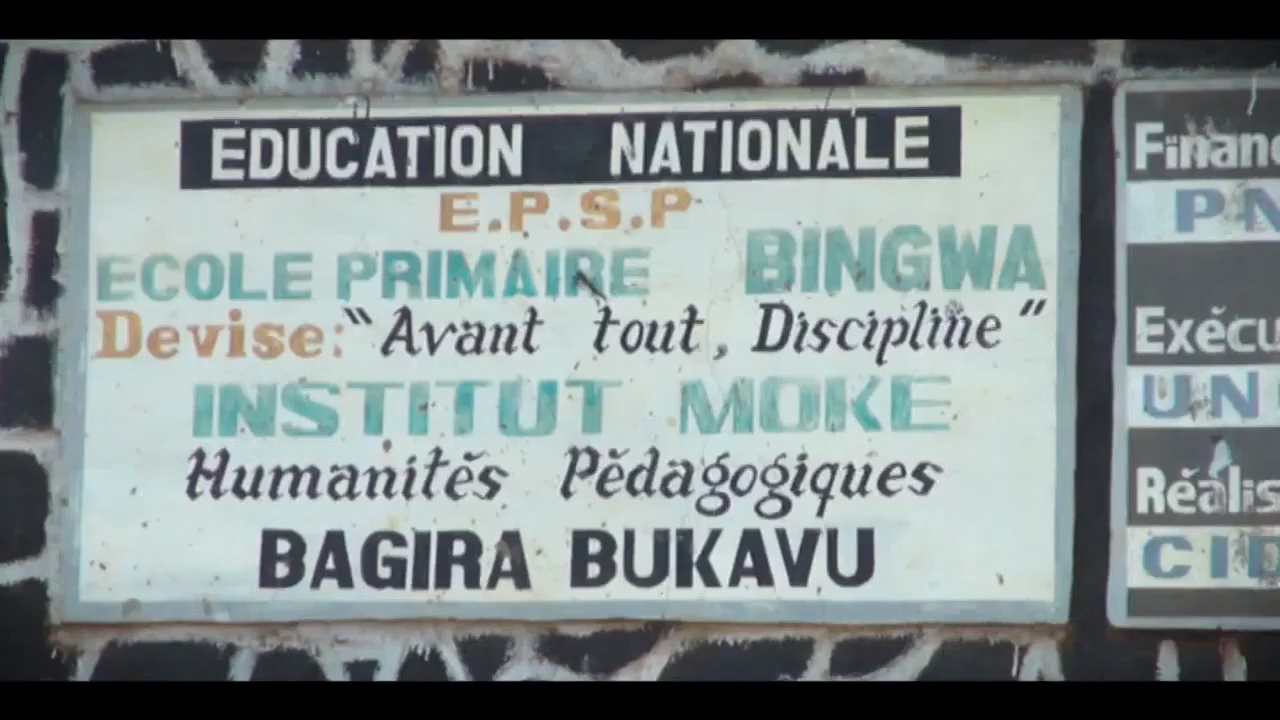 EDUCATION NATIONALE
E.P.S.P
ECOLE PRIMAIRE BINGWA
Devise: "Avant tout, Discipline"
INSTITUT MOKE
Humanités Pédagogiques
BAGIRA BUKAVU